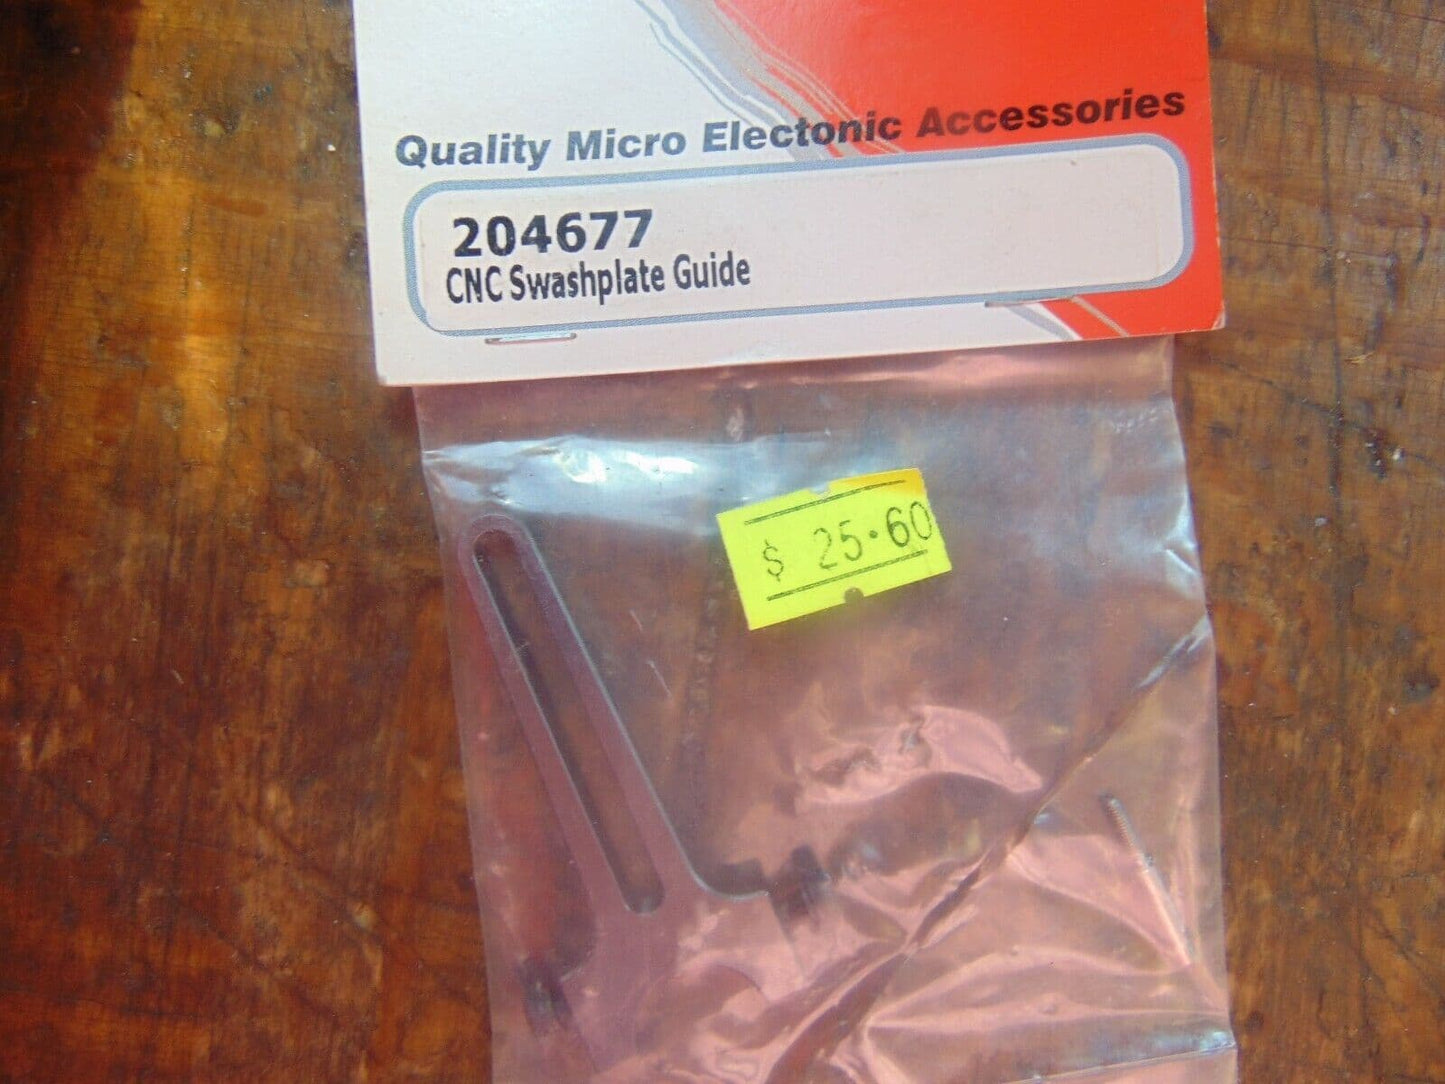 Quality Micro Electonic Accessories
204677
CNC Swashplate Guide
$ 25.60